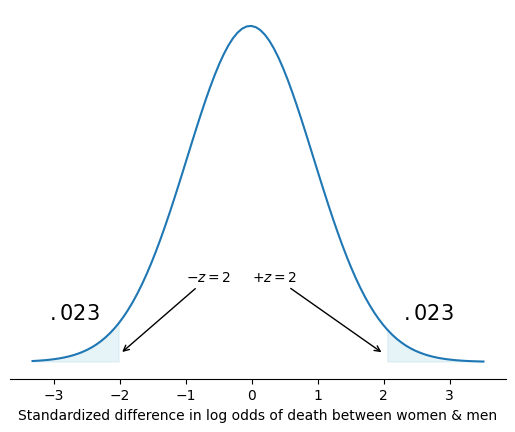 −z = 2 +z = 2
.023 .023
−3 −2 −1 0 1 2 3
Standardized difference in log odds of death between women & men